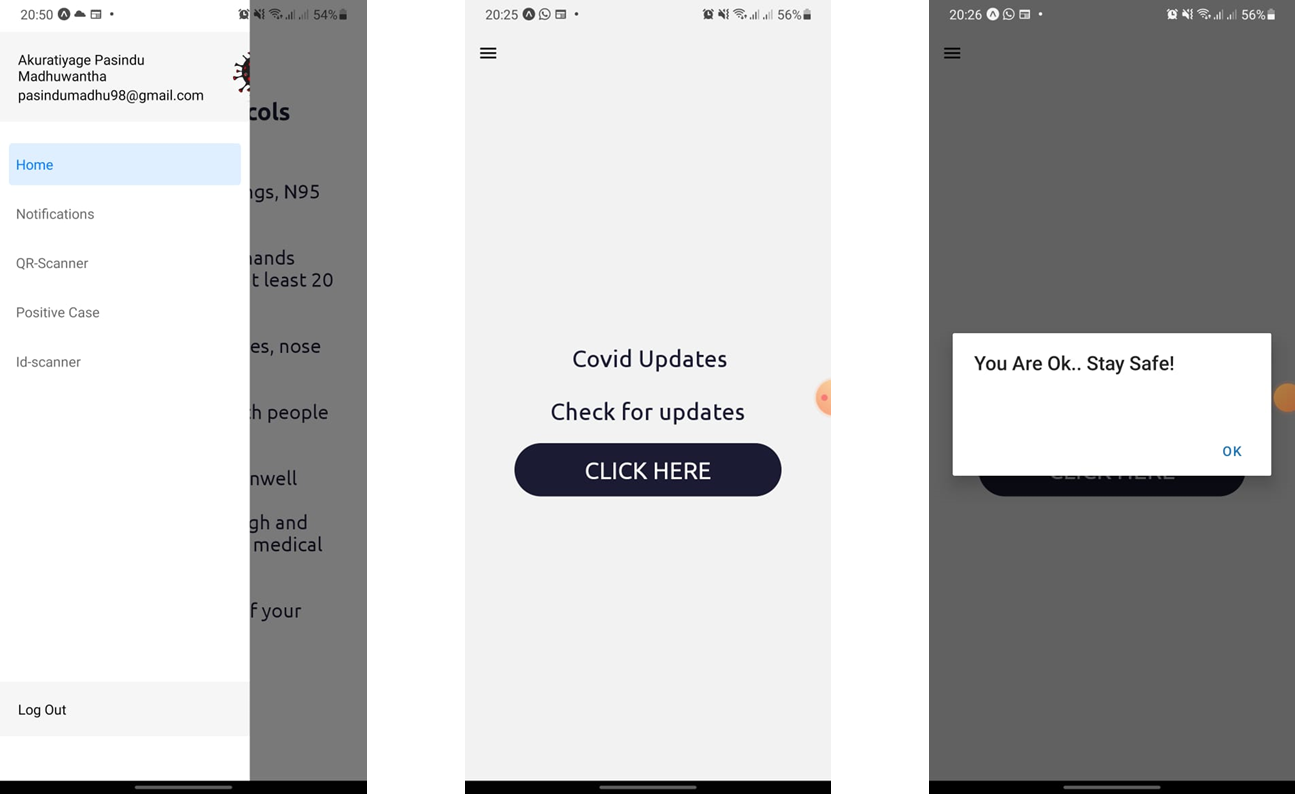 20:50
54%
Akuratiyage Pasindu
Madhuwantha
pasindumadhu98@gmail.com
Home
Notifications
QR-Scanner
Positive Case
Id-scanner
Log Out
cols
ngs, N95
ands
t least 20
es, nose
h people
nwell
gh and
medical
f your
20:25
56%
Covid Updates
Check for updates
CLICK HERE
20:26
56%
You Are Ok.. Stay Safe!
OK
CLICK HERE